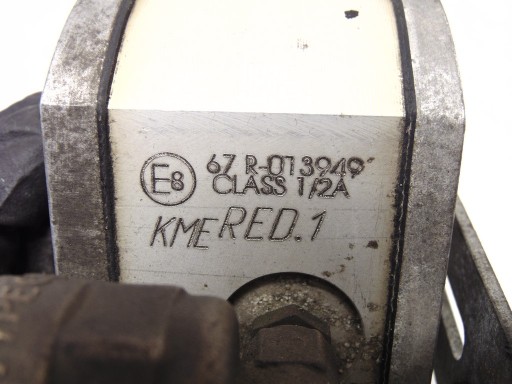 E8 67 R-013949
CLASS 1/2A
KME RED.1